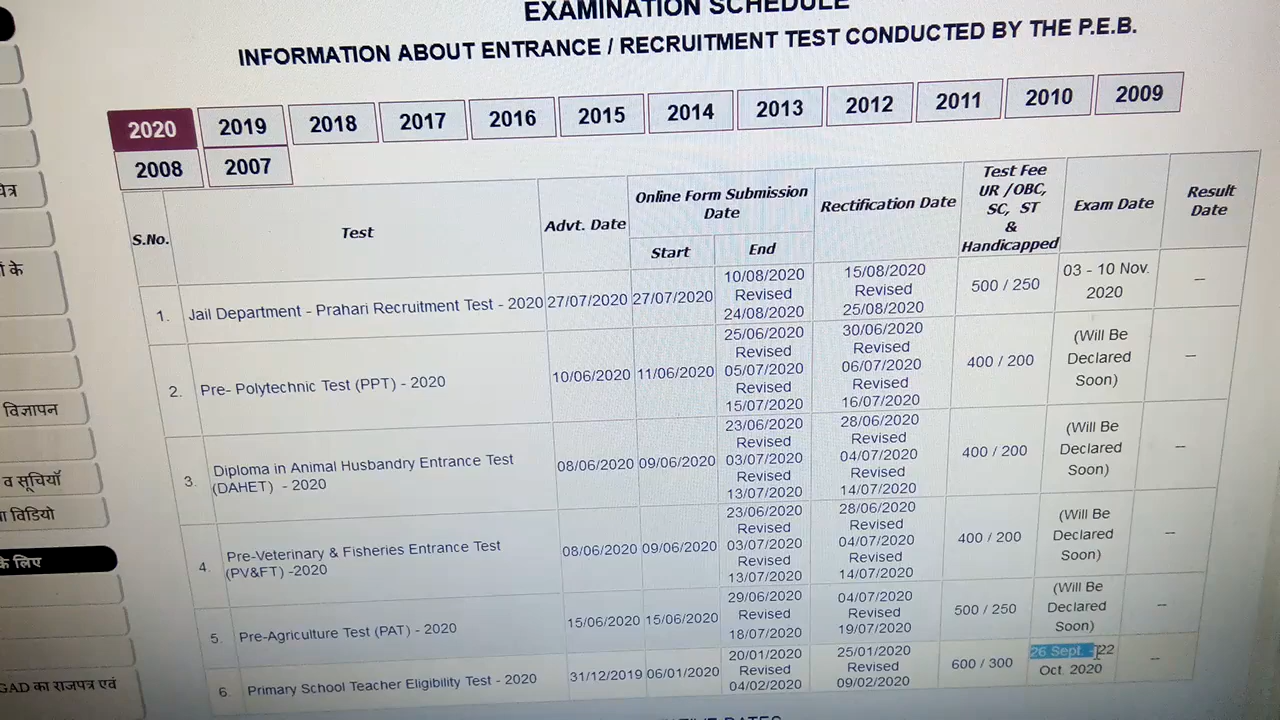 EXAMINATION SCHEDULE
INFORMATION ABOUT ENTRANCE / RECRUITMENT TEST CONDUCTED BY THE P.E.B.
2020 2019 2018 2017 2016 2015 2014 2013 2012 2011 2010 2009
2008 2007
S.No. Test Advt. Date Online Form Submission Date Start End Rectification Date Test Fee UR /OBC, SC, ST & Handicapped Exam Date Result Date
1. Jail Department - Prahari Recruitment Test - 2020 27/07/2020 27/07/2020 10/08/2020 Revised 24/08/2020 15/08/2020 Revised 25/08/2020 500 / 250 03 - 10 Nov. 2020 --
2. Pre- Polytechnic Test (PPT) - 2020 10/06/2020 11/06/2020 25/06/2020 Revised 05/07/2020 Revised 15/07/2020 30/06/2020 Revised 06/07/2020 Revised 16/07/2020 400 / 200 (Will Be Declared Soon) --
3. Diploma in Animal Husbandry Entrance Test (DAHET) - 2020 08/06/2020 09/06/2020 23/06/2020 Revised 03/07/2020 Revised 13/07/2020 28/06/2020 Revised 04/07/2020 Revised 14/07/2020 400 / 200 (Will Be Declared Soon) --
4. Pre-Veterinary & Fisheries Entrance Test (PV&FT) -2020 08/06/2020 09/06/2020 23/06/2020 Revised 03/07/2020 Revised 13/07/2020 28/06/2020 Revised 04/07/2020 Revised 14/07/2020 400 / 200 (Will Be Declared Soon) --
5. Pre-Agriculture Test (PAT) - 2020 15/06/2020 15/06/2020 29/06/2020 Revised 18/07/2020 04/07/2020 Revised 19/07/2020 500 / 250 (Will Be Declared Soon) --
6. Primary School Teacher Eligibility Test - 2020 31/12/2019 06/01/2020 20/01/2020 Revised 04/02/2020 25/01/2020 Revised 09/02/2020 600 / 300 26 Sept. - 22 Oct. 2020 --
के
विज्ञापन
व सूचियाँ
विडियो
के लिए
GAD का राजपत्र एवं